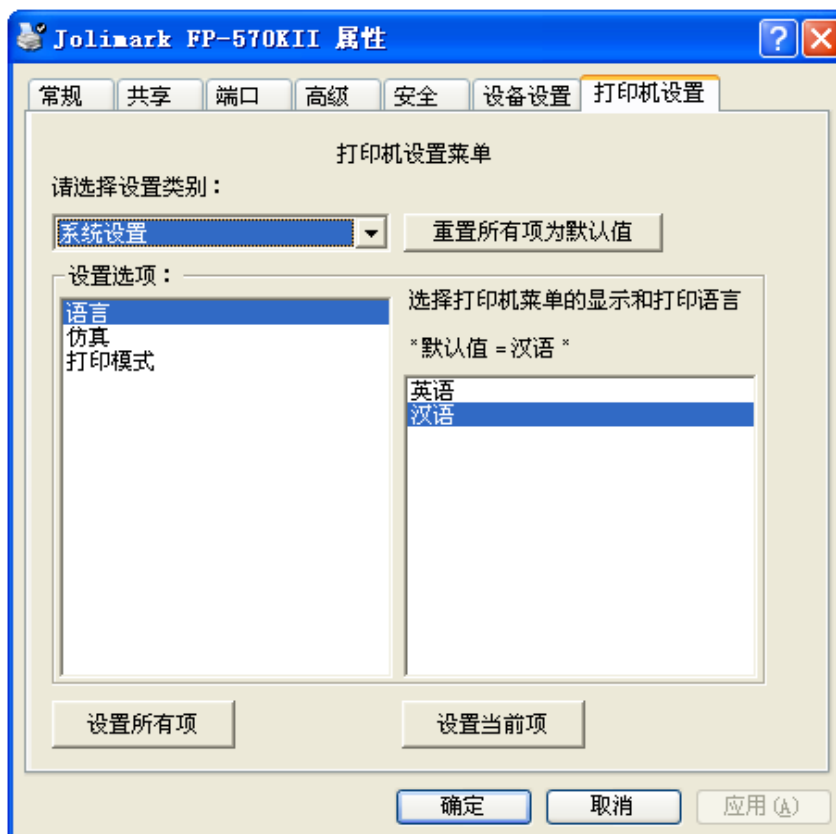 Jolimark FP-570KII 属性
常规 共享 端口 高级 安全 设备设置 打印机设置
打印机设置菜单
请选择设置类别：
系统设置 重置所有项为默认值
设置选项：
语言
仿真
打印模式
选择打印机菜单的显示和打印语言
*默认值 =汉语 *
英语
汉语
设置所有项 设置当前项
确定 取消 应用(A)